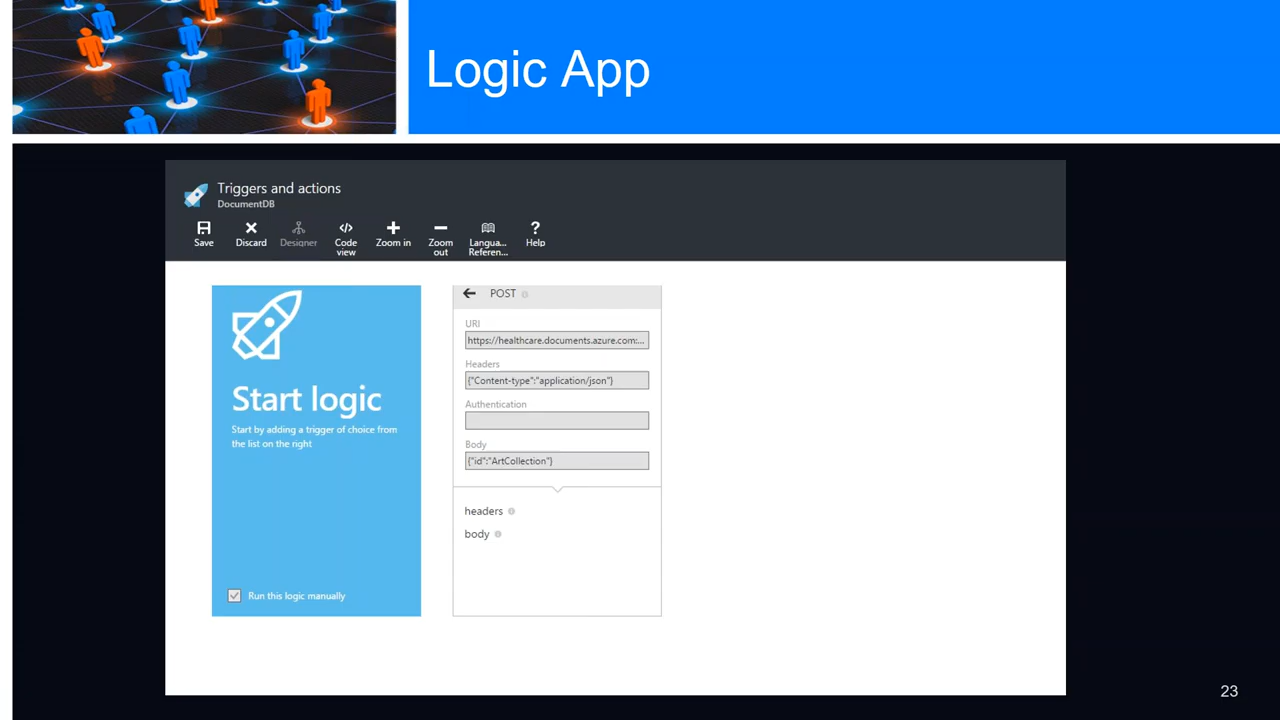 Logic App
Triggers and actions
DocumentDB
Save
Discard
Designer
Code
view
Zoom in
Zoom
out
Langua...
Referen...
Help
Start logic
Start by adding a trigger of choice from
the list on the right
Run this logic manually
POST
URI
https://healthcare.documents.azure.com:...
Headers
{"Content-type":"application/json"}
Authentication
Body
{"id":"ArtCollection"}
headers
body
23